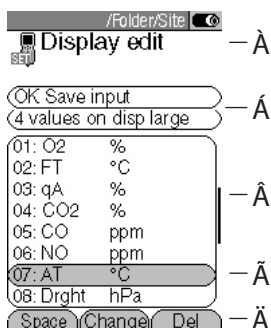 /Folder/Site
Display edit
SET
À
OK Save input
4 values on disp large
Á
01: O2 %
02: FT °C
03: qA %
04: CO2 %
05: CO ppm
06: NO ppm
07: AT °C
08: Drght hPa
Â
Ã
Space Change Del
Ä